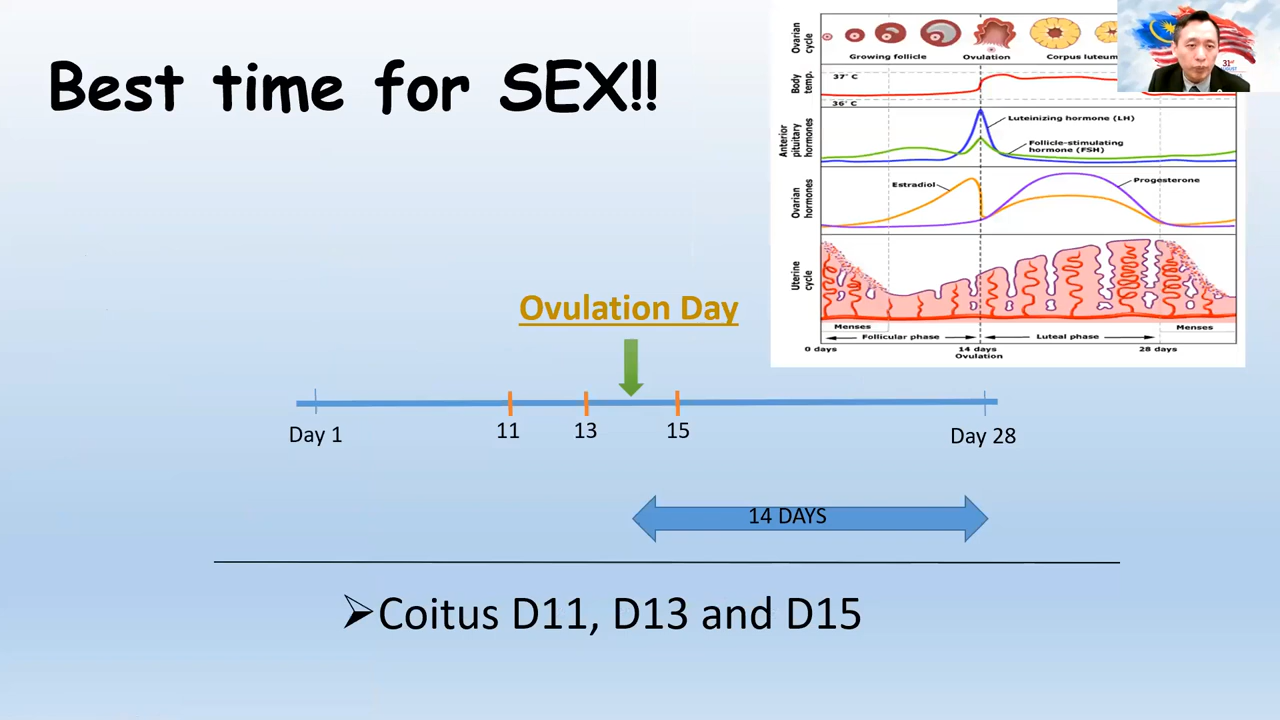 Best time for SEX!!
Ovarian cycle
Growing follicle
Ovulation
Corpus luteum
Body temp.
37° C
36° C
Anterior pituitary hormones
Luteinizing hormone (LH)
Follicle-stimulating
hormone (FSH)
Ovarian hormones
Estradiol
Progesterone
Uterine cycle
Menses
Menses
Follicular phase
Luteal phase
0 days
14 days
Ovulation
28 days
31
Ovulation Day
Day 1
11
13
15
Day 28
14 DAYS
Coitus D11, D13 and D15